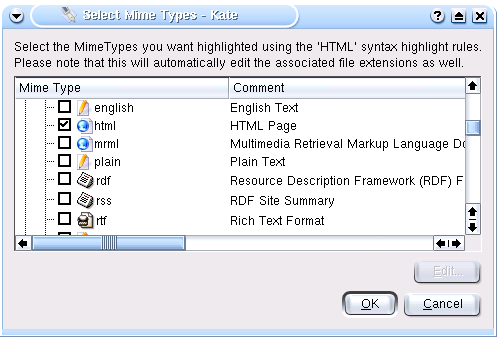 Select Mime Types - Kate
Select the MimeTypes you want highlighted using the 'HTML' syntax highlight rules.
Please note that this will automatically edit the associated file extensions as well.
Mime Type Comment
english English Text
html HTML Page
mrml Multimedia Retrieval Markup Language Do
plain Plain Text
rdf Resource Description Framework (RDF) F
rss RDF Site Summary
rtf Rich Text Format
Edit...
OK Cancel